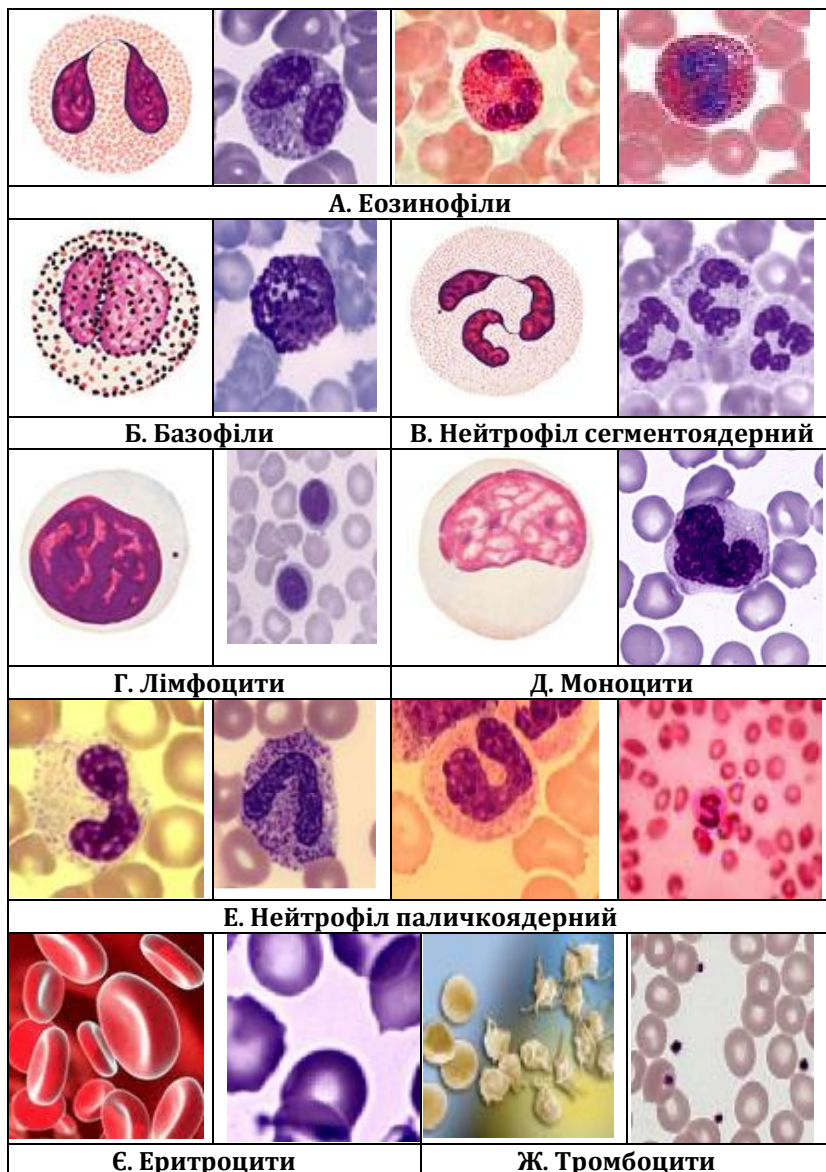 А. Еозинофіли
Б. Базофіли
В. Нейтрофіл сегментоядерний
Г. Лімфоцити
Д. Моноцити
Е. Нейтрофіл паличкоядерний
Є. Еритроцити
Ж. Тромбоцити